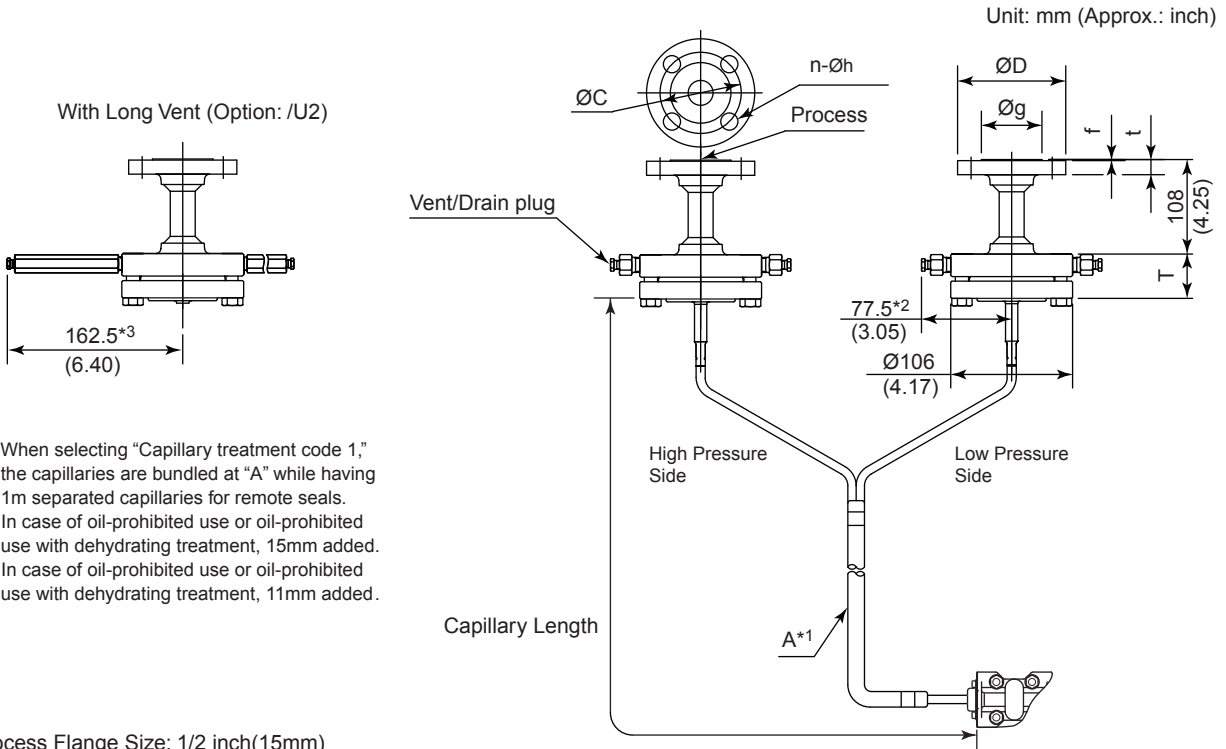 Unit: mm (Approx.: inch)
With Long Vent (Option: /U2)
n-Øh
ØC
Process
ØD
Øg
f
t
Vent/Drain plug
108
(4.25)
T
162.5*3
(6.40)
77.5*2
(3.05)
Ø106
(4.17)
When selecting “Capillary treatment code 1,”
the capillaries are bundled at “A” while having
1m separated capillaries for remote seals.
In case of oil-prohibited use or oil-prohibited
use with dehydrating treatment, 15mm added.
In case of oil-prohibited use or oil-prohibited
use with dehydrating treatment, 11mm added.
High Pressure
Side
Low Pressure
Side
Capillary Length
A*1
Flange Size: 1/2 inch(15mm)